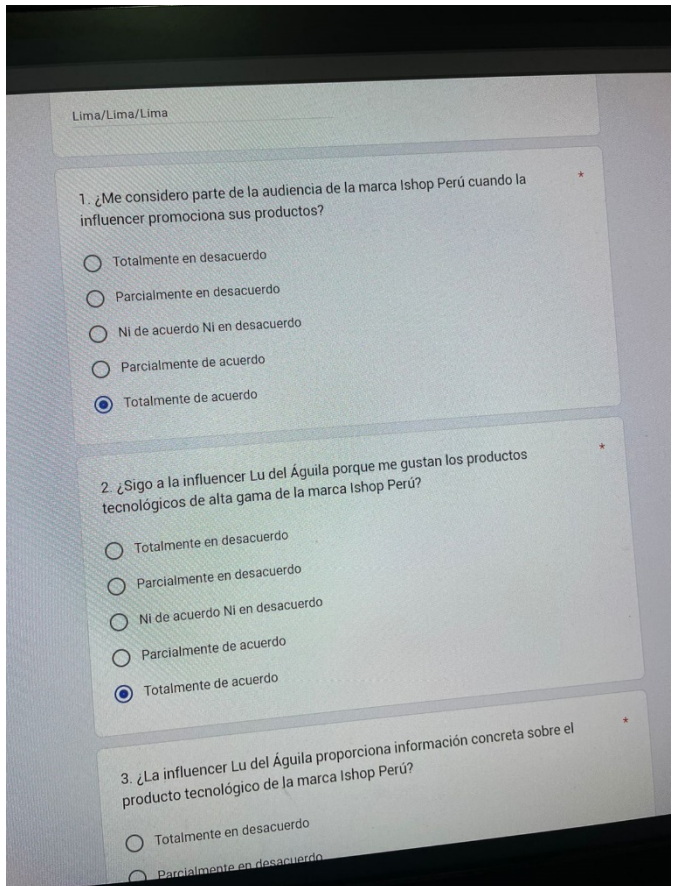 Lima/Lima/Lima
1. ¿Me considero parte de la audiencia de la marca Ishop Perú cuando la *
influencer promociona sus productos?
Totalmente en desacuerdo
Parcialmente en desacuerdo
Ni de acuerdo Ni en desacuerdo
Parcialmente de acuerdo
Totalmente de acuerdo
2. ¿Sigo a la influencer Lu del Águila porque me gustan los productos *
tecnológicos de alta gama de la marca Ishop Perú?
Totalmente en desacuerdo
Parcialmente en desacuerdo
Ni de acuerdo Ni en desacuerdo
Parcialmente de acuerdo
Totalmente de acuerdo
3. ¿La influencer Lu del Águila proporciona información concreta sobre el *
producto tecnológico de la marca Ishop Perú?
Totalmente en desacuerdo
Parcialmente en desacuerdo